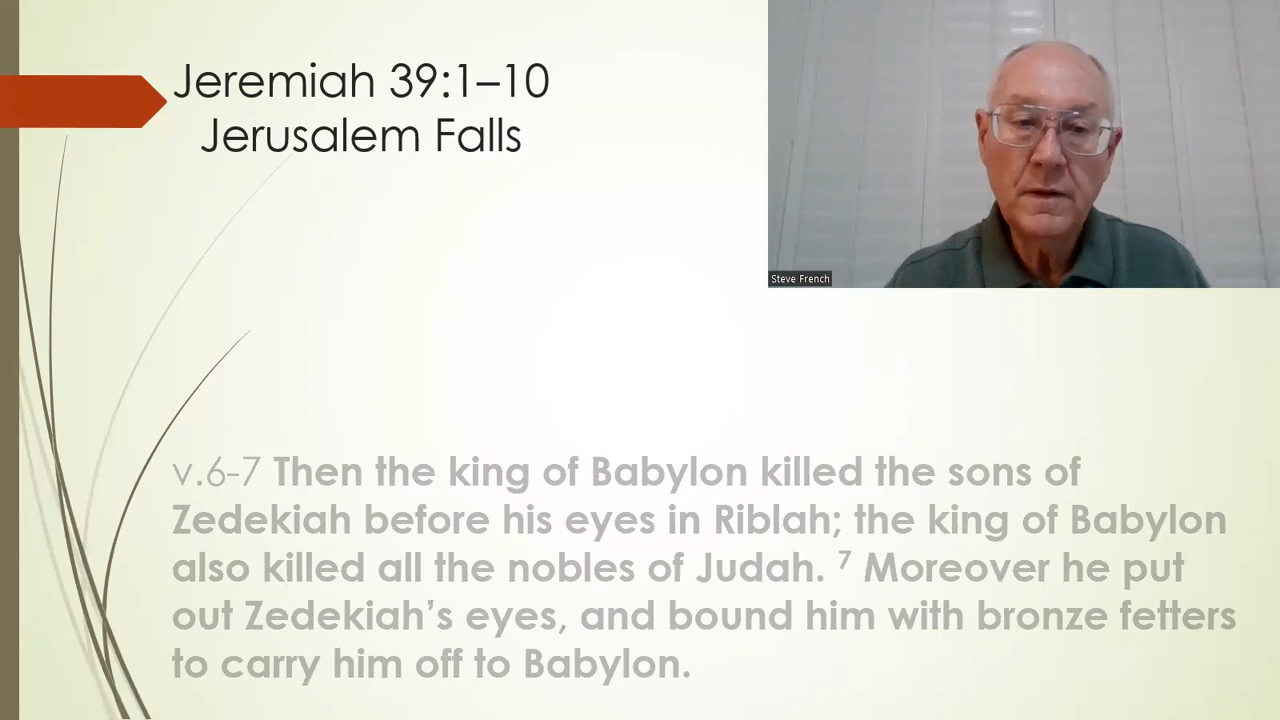 Jeremiah 39:1–10
Jerusalem Falls
Steve French
v.6-7 Then the king of Babylon killed the sons of
Zedekiah before his eyes in Riblah; the king of Babylon
also killed all the nobles of Judah. ⁷ Moreover he put
out Zedekiah’s eyes, and bound him with bronze fetters
to carry him off to Babylon.